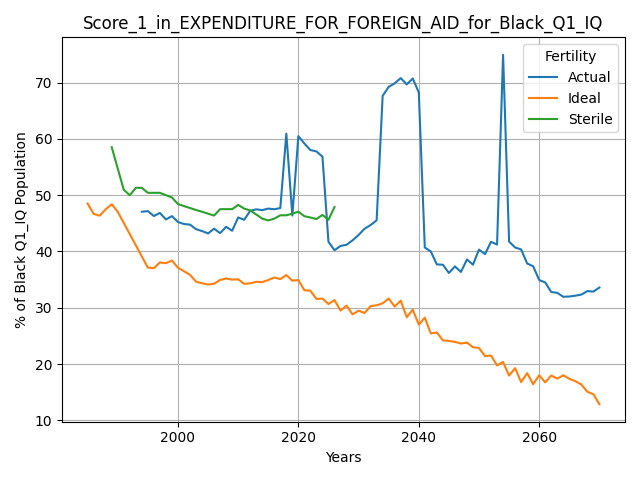 Score_1_in_EXPENDITURE_FOR_FOREIGN_AID_for_Black_Q1_IQ
Fertility
Actual
Ideal
Sterile
% of Black Q1_IQ Population
70
60
50
40
30
20
10
2000 2020 2040 2060
Years